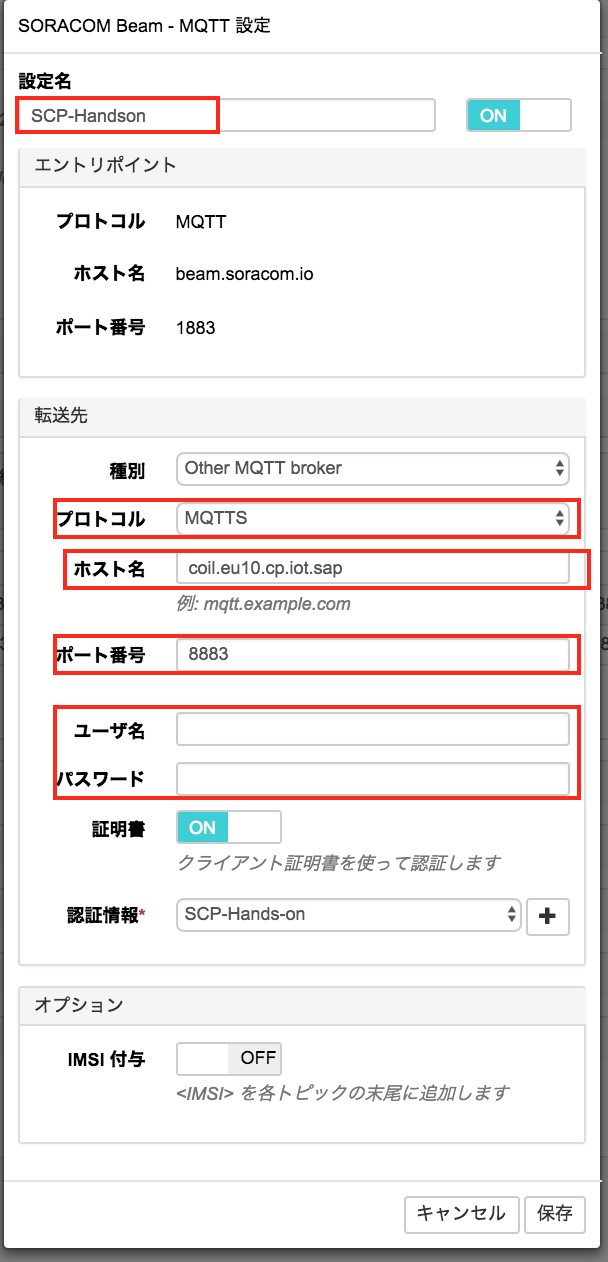 SORACOM Beam - MQTT 設定
設定名
SCP-Handson
ON
エントリポイント
プロトコル MQTT
ホスト名 beam.soracom.io
ポート番号 1883
転送先
種別 Other MQTT broker
プロトコル MQTTS
ホスト名 coil.eu10.cp.iot.sap
例: mqtt.example.com
ポート番号 8883
ユーザ名
パスワード
証明書 ON
クライアント証明書を使って認証します
認証情報* SCP-Hands-on
オプション
IMSI 付与 OFF
<IMSI> を各トピックの末尾に追加します
キャンセル 保存